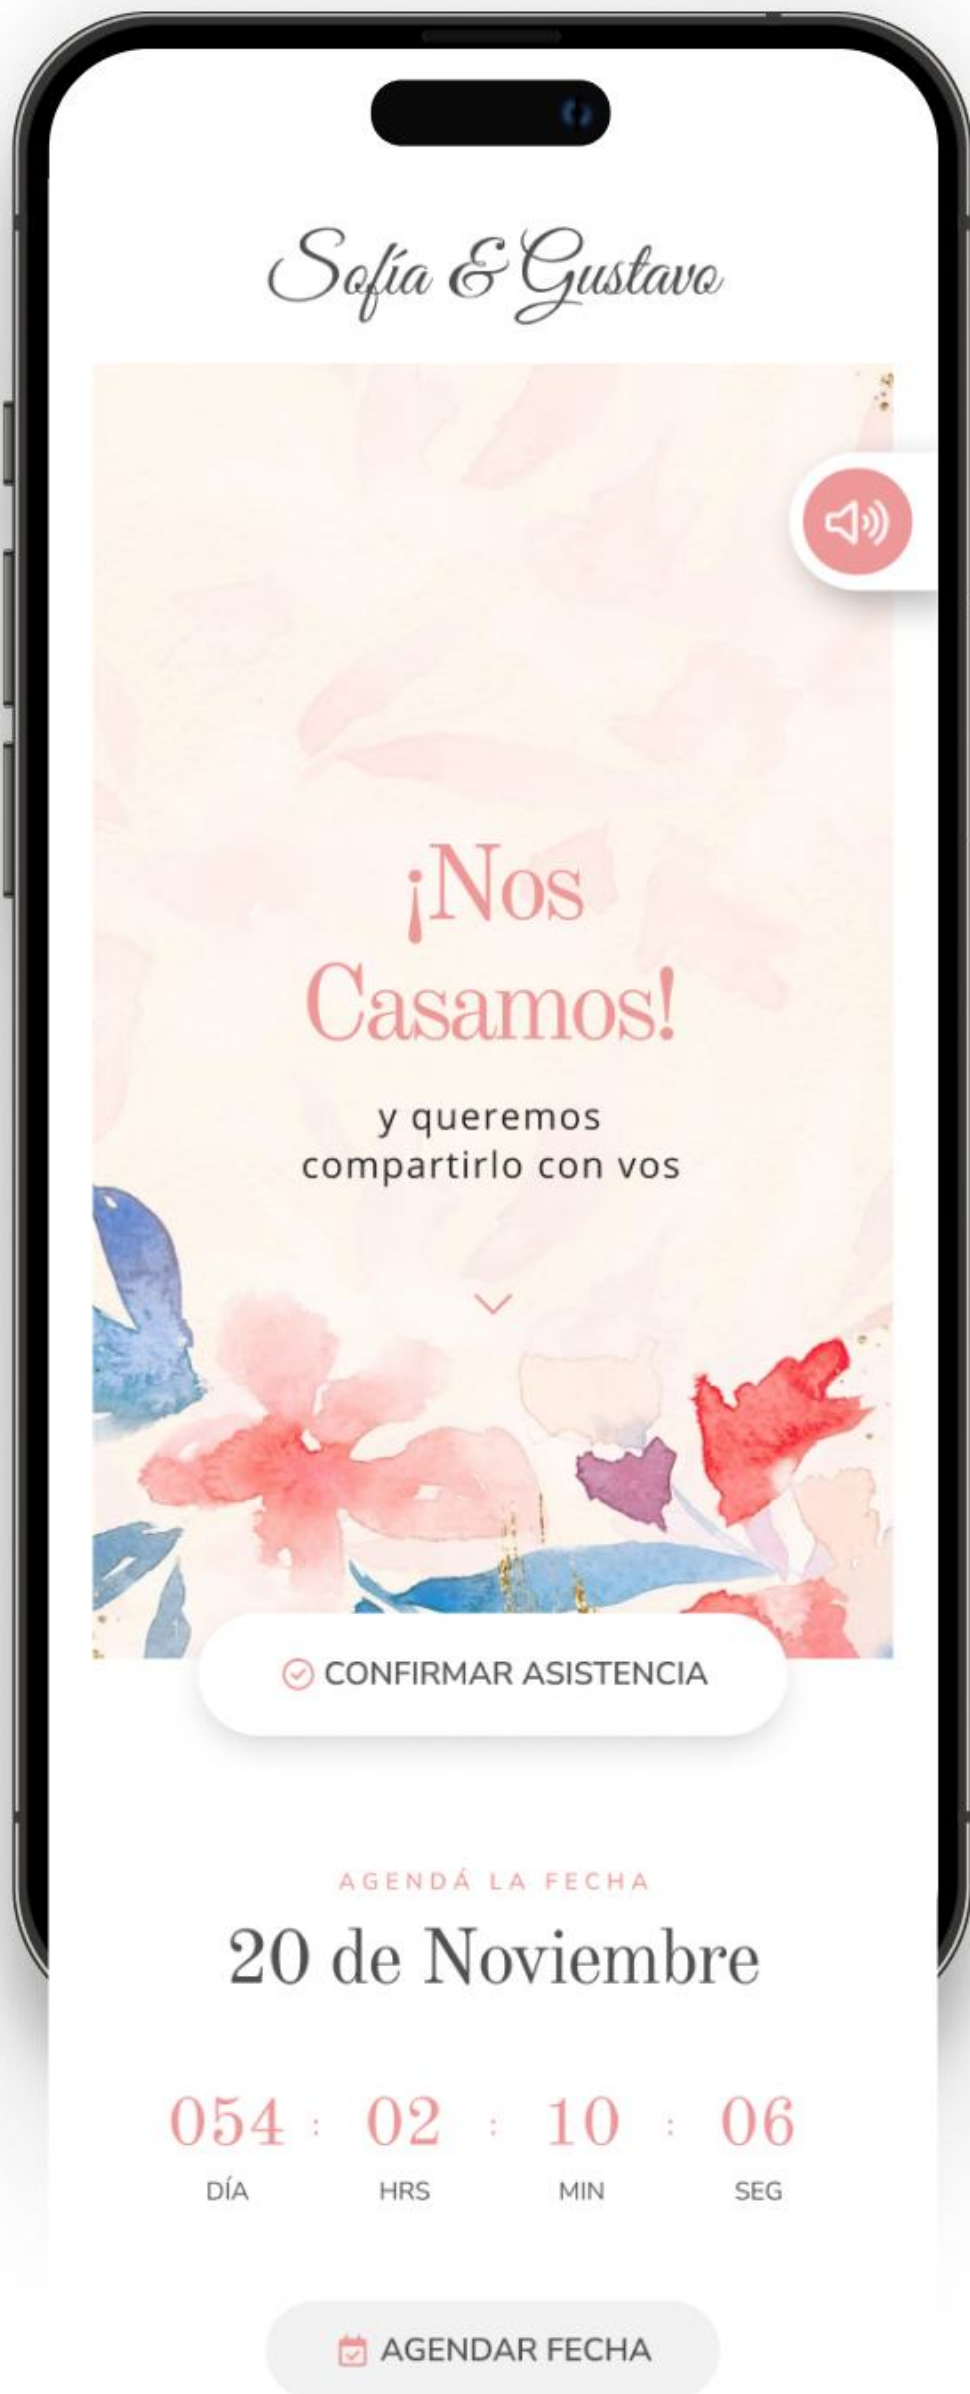 Sofía & Gustavo
¡Nos
Casamos!
y queremos
compartirlo con vos
CONFIRMAR ASISTENCIA
AGENDÁ LA FECHA
20 de Noviembre
054 : 02 : 10 : 06
DÍA HRS MIN SEG
AGENDAR FECHA